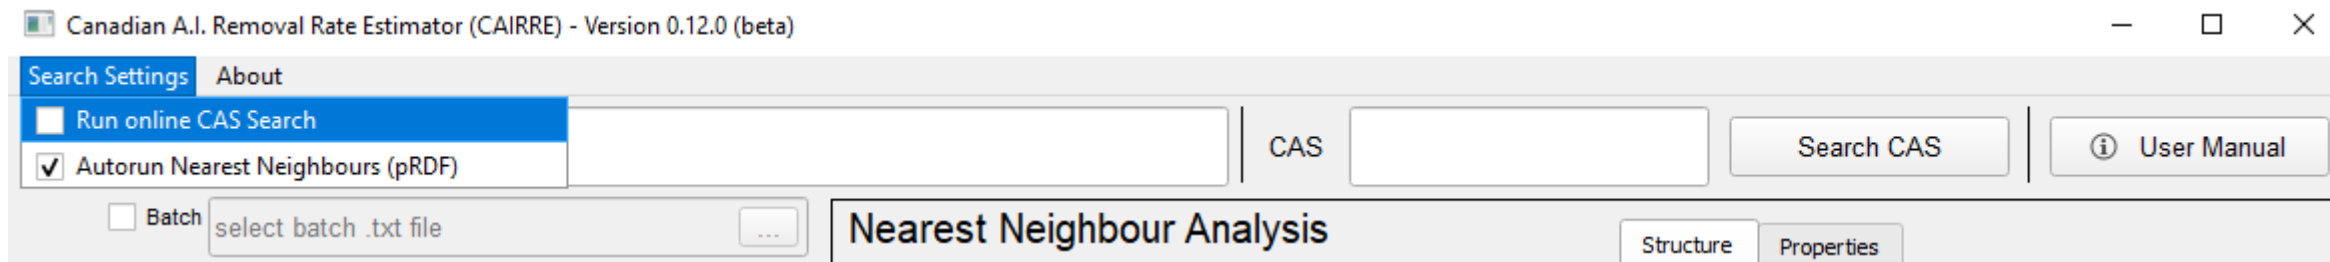 Canadian A.I. Removal Rate Estimator (CAIRRE) - Version 0.12.0 (beta)
Search Settings About
Run online CAS Search
CAS Search CAS User Manual
Autorun Nearest Neighbours (pRDF)
Batch select batch .txt file ...
Nearest Neighbour Analysis
Structure Properties